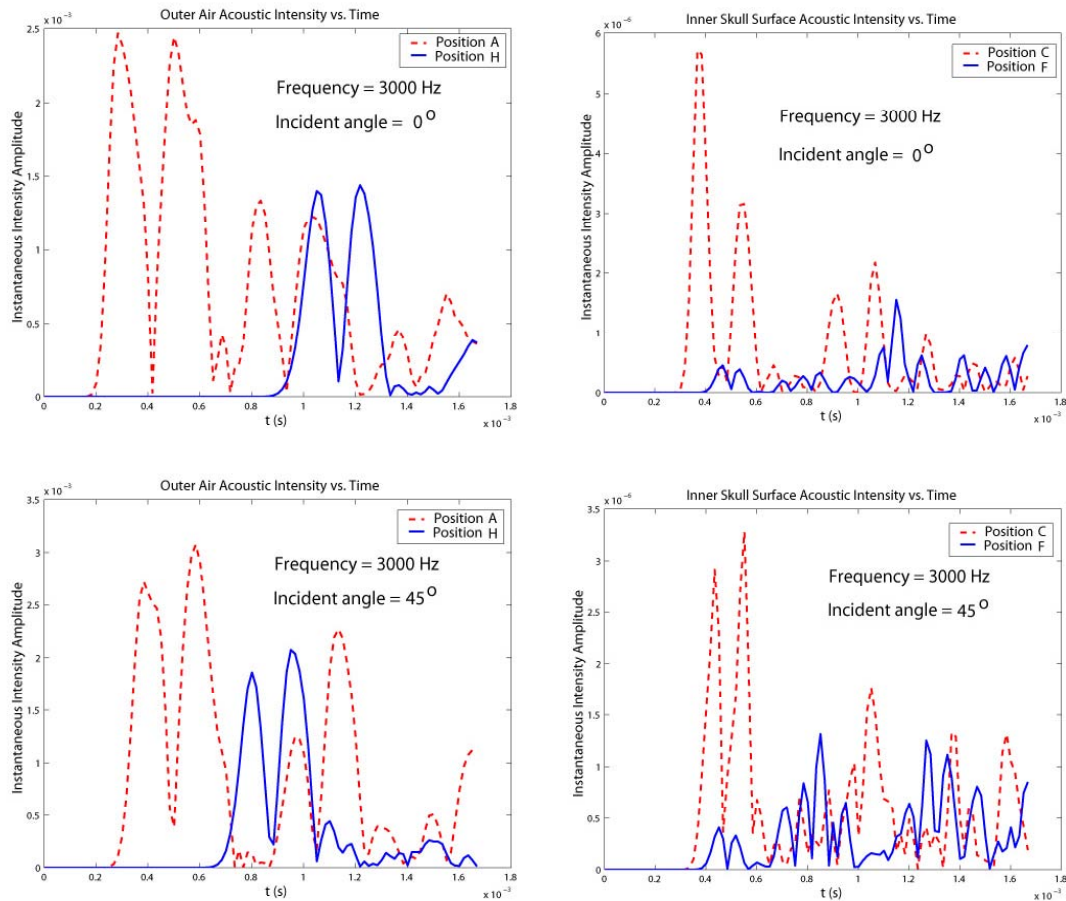 Outer Air Acoustic Intensity vs. Time
x 10⁻³
2.5
2
1.5
1
0.5
0
Instantaneous Intensity Amplitude
Position A
Position H
Frequency = 3000 Hz
Incident angle = 0⁰
0 0.2 0.4 0.6 0.8 1 1.2 1.4 1.6 1.8
t (s)
x 10⁻³
Inner Skull Surface Acoustic Intensity vs. Time
x 10⁻⁶
6
5
4
3
2
1
0
Instantaneous Intensity Amplitude
Position C
Position F
Frequency = 3000 Hz
Incident angle = 0⁰
0 0.2 0.4 0.6 0.8 1 1.2 1.4 1.6 1.8
t (s)
x 10⁻³
Outer Air Acoustic Intensity vs. Time
x 10⁻³
3.5
3
2.5
2
1.5
1
0.5
0
Instantaneous Intensity Amplitude
Position A
Position H
Frequency = 3000 Hz
Incident angle = 45⁰
0 0.2 0.4 0.6 0.8 1 1.2 1.4 1.6 1.8
t (s)
x 10⁻³
Inner Skull Surface Acoustic Intensity vs. Time
x 10⁻⁶
3.5
3
2.5
2
1.5
1
0.5
0
Instantaneous Intensity Amplitude
Position C
Position F
Frequency = 3000 Hz
Incident angle = 45⁰
0 0.2 0.4 0.6 0.8 1 1.2 1.4 1.6 1.8
t (s)
x 10⁻³